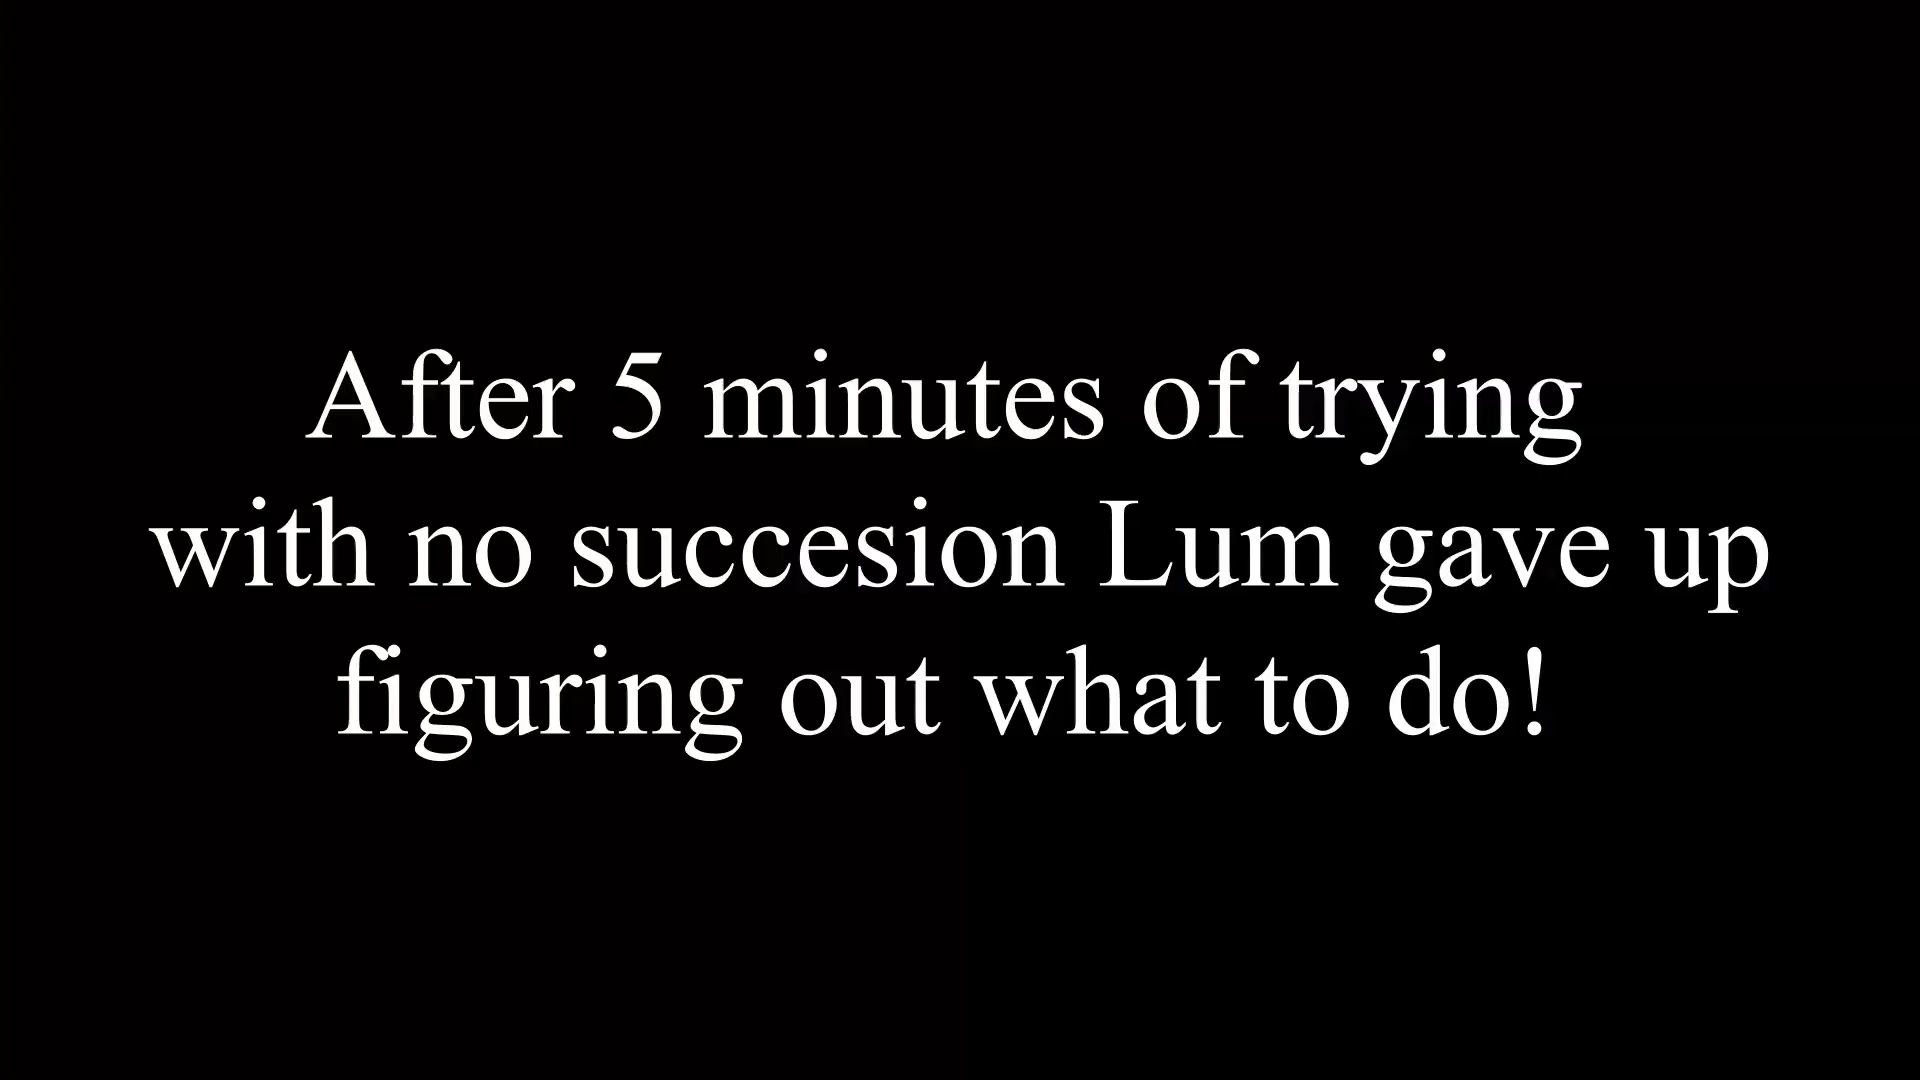 After 5 minutes of trying
with no succesion Lum gave up
figuring out what to do!